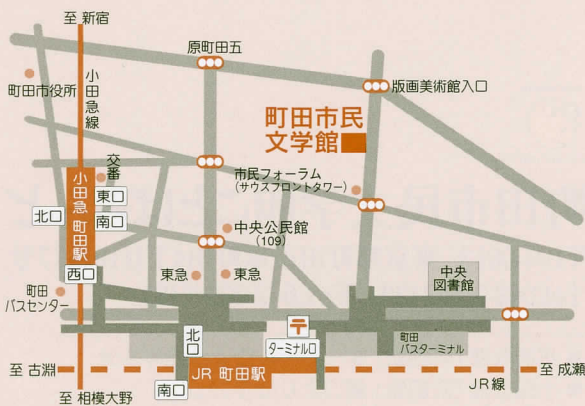 至 新宿
原町田五
小田急線
町田市役所
版画美術館入口
町田市民
文学館
交番
市民フォーラム
(サウスフロントタワー)
小田急 町田駅
東口
北口
南口
中央公民館
(109)
西口
東急
東急
中央
図書館
町田
バスセンター
北口
ターミナル口
町田
バスターミナル
至 古淵
JR 町田駅
至 成瀬
南口
JR線
至 相模大野